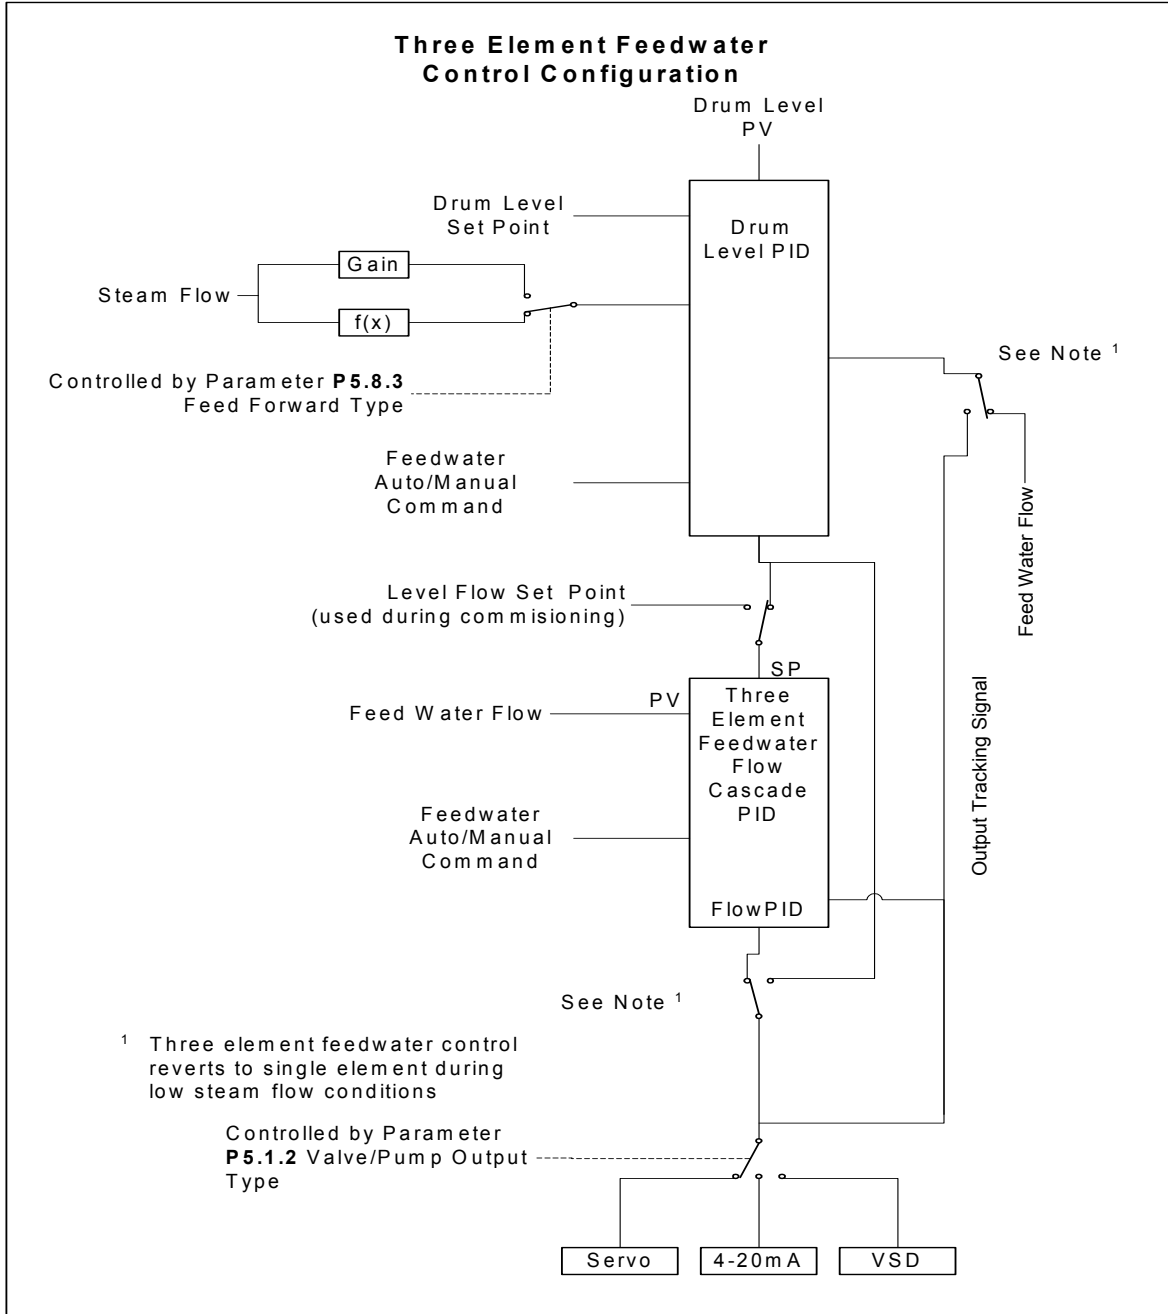 Three Element Feedwater
Control Configuration
Drum Level
PV
Drum Level
Set Point
Drum
Level PID
Gain
Steam Flow
f(x)
See Note ¹
Controlled by Parameter P5.8.3
Feed Forward Type
Feedwater
Auto/Manual
Command
Feed Water Flow
Level Flow Set Point
(used during commisioning)
SP
PV
Feed Water Flow
Three
Element
Feedwater
Flow
Cascade
PID
Output Tracking Signal
Feedwater
Auto/Manual
Command
FlowPID
See Note ¹
¹ Three element feedwater control
reverts to single element during
low steam flow conditions
Controlled by Parameter
P5.1.2 Valve/Pump Output
Type
Servo
4-20mA
VSD